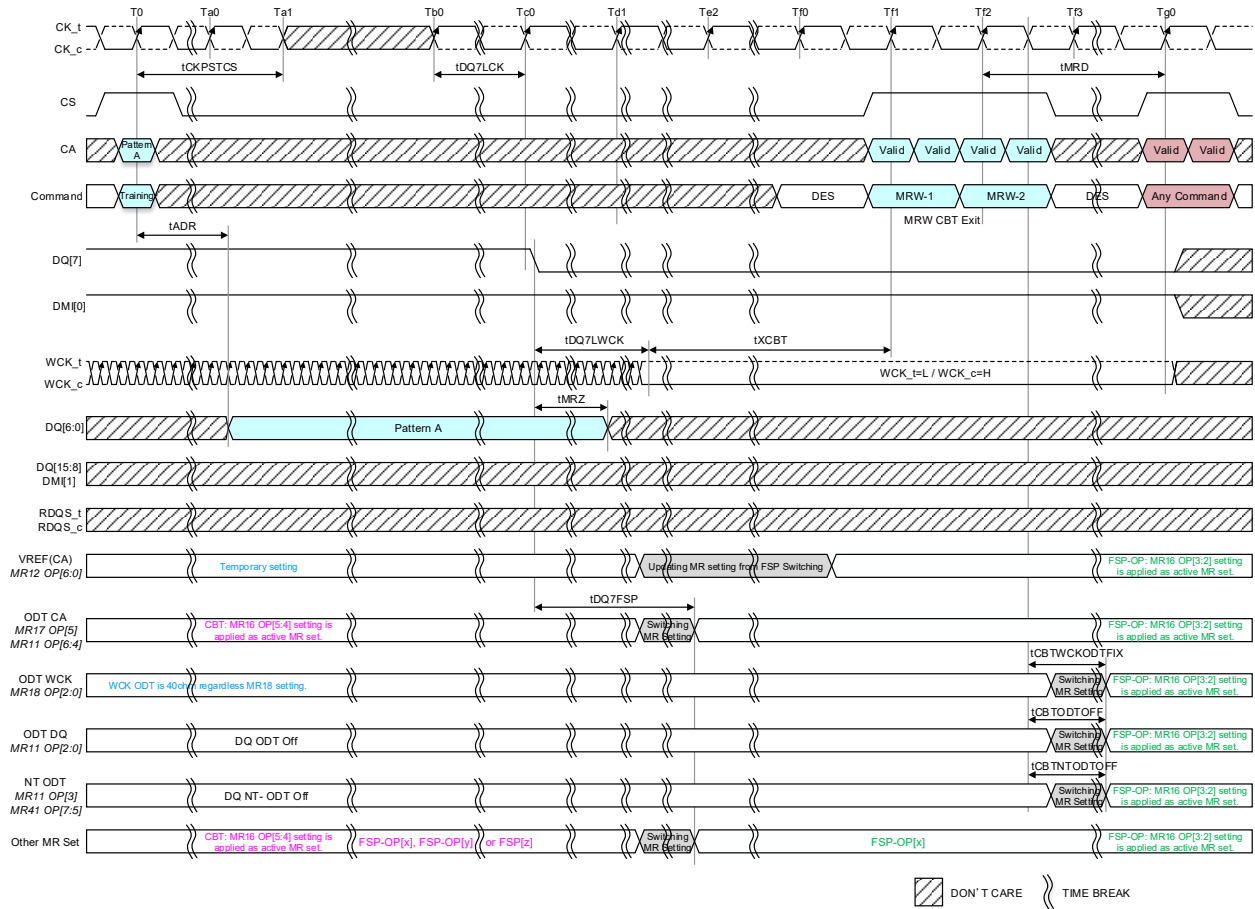 T0 Ta0 Ta1 Tb0 Tc0 Td1 Te2 Tf0 Tf1 Tf2 Tf3 Tg0
CK_t
CK_c
tCKPSTCS tDQ7LCK tMRD
CS
CA Pattern A Valid Valid Valid Valid Valid Valid
Command Training DES MRW-1 MRW-2 DES Any Command
MRW CBT Exit
tADR
DQ[7]
DMI[0]
tDQ7LWCK tXCBT
WCK_t
WCK_c
WCK_t=L / WCK_c=H
tMRZ
DQ[6:0] Pattern A
DQ[15:8]
DMI[1]
RDQS_t
RDQS_c
VREF(CA)
MR12 OP[6:0]
Temporary setting
Updating MR setting from FSP Switching
FSP-OP: MR16 OP[3:2] setting
is applied as active MR set.
tDQ7FSP
ODT CA
MR17 OP[5]
MR11 OP[6:4]
CBT: MR16 OP[5:4] setting is
applied as active MR set.
Switching
MR Setting
FSP-OP: MR16 OP[3:2] setting
is applied as active MR set.
tCBTWCKODTFIX
ODT WCK
MR18 OP[2:0]
WCK ODT is 40ohm regardless MR18 setting.
Switching
MR Setting
FSP-OP: MR16 OP[3:2] setting
is applied as active MR set.
tCBTODTOFF
ODT DQ
MR11 OP[2:0]
DQ ODT Off
Switching
MR Setting
FSP-OP: MR16 OP[3:2] setting
is applied as active MR set.
tCBTNTODTOFF
NT ODT
MR11 OP[3]
MR41 OP[7:5]
DQ NT- ODT Off
Switching
MR Setting
FSP-OP: MR16 OP[3:2] setting
is applied as active MR set.
Other MR Set
CBT: MR16 OP[5:4] setting is
applied as active MR set.
FSP-OP[x], FSP-OP[y] or FSP[z]
Switching
MR Setting
FSP-OP[x]
FSP-OP: MR16 OP[3:2] setting
is applied as active MR set.
DON'T CARE TIME BREAK